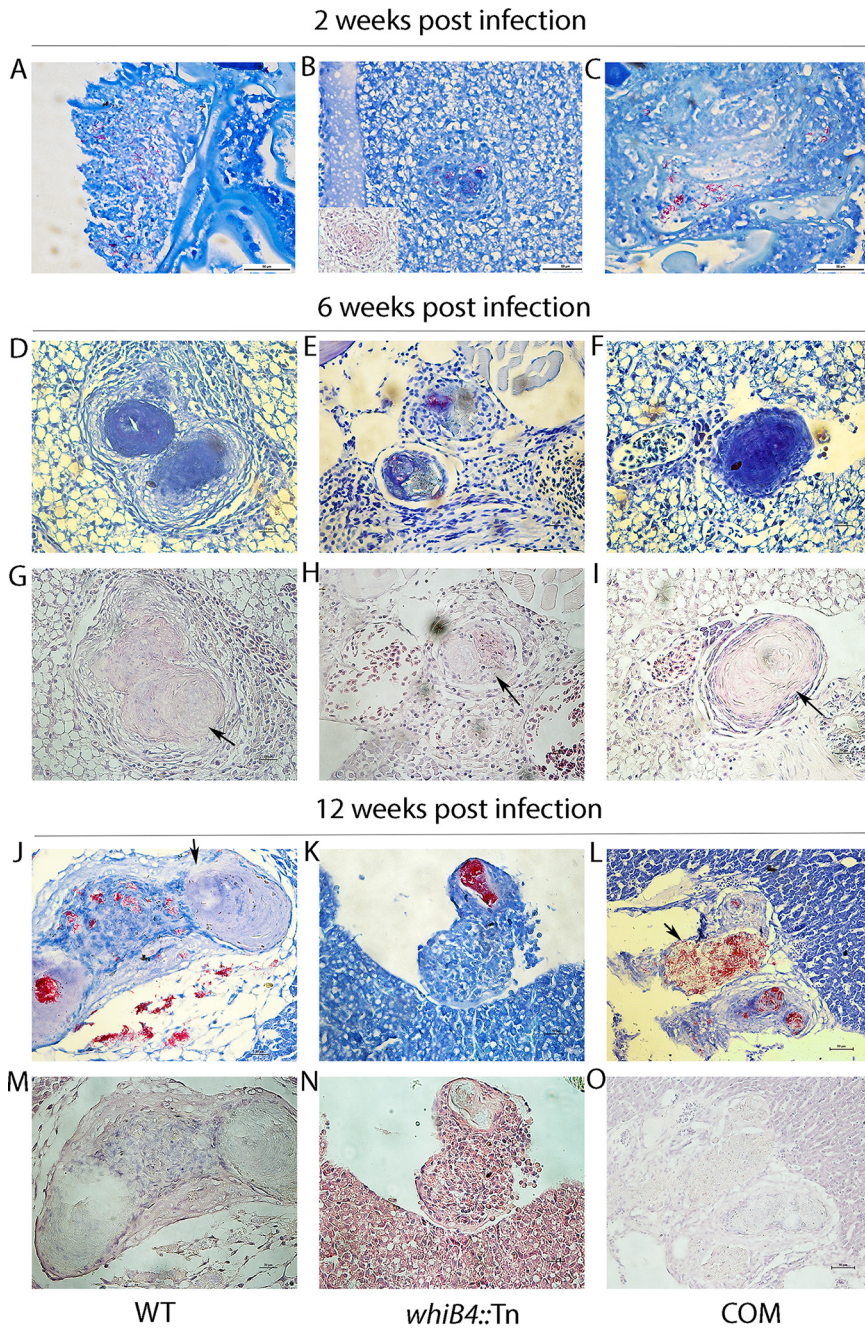 2 weeks post infection
A B C
6 weeks post infection
D E F
G H I
12 weeks post infection
J K L
M N O
WT whiB4::Tn COM